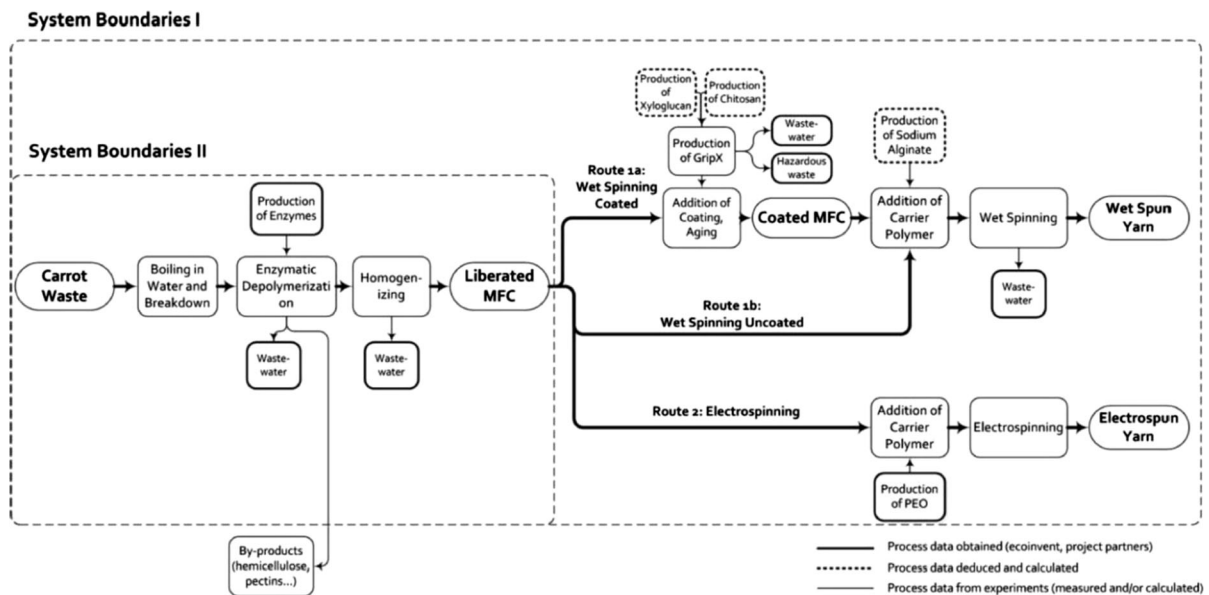 System Boundaries I
Production
of
Xyloglucan
Production
of Chitosan
Production
of GripX
Waste-
water
Hazardous
waste
Production
of Sodium
Alginate
System Boundaries II
Route 1a:
Wet Spinning
Coated
Production
of Enzymes
Addition of
Coating,
Aging
Coated MFC
Addition of
Carrier
Polymer
Wet Spinning
Wet Spun
Yarn
Carrot
Waste
Boiling in
Water and
Breakdown
Enzymatic
Depolymerizati
on
Homogen-
izing
Liberated
MFC
Waste-
water
Route 1b:
Wet Spinning Uncoated
Waste-
water
Waste-
water
Route 2: Electrospinning
Addition of
Carrier
Polymer
Electrospinning
Electrospun
Yarn
Production
of PEO
By-products
(hemicellulose,
pectins...)
Process data obtained (ecoinvent, project partners)
Process data deduced and calculated
Process data from experiments (measured and/or calculated)